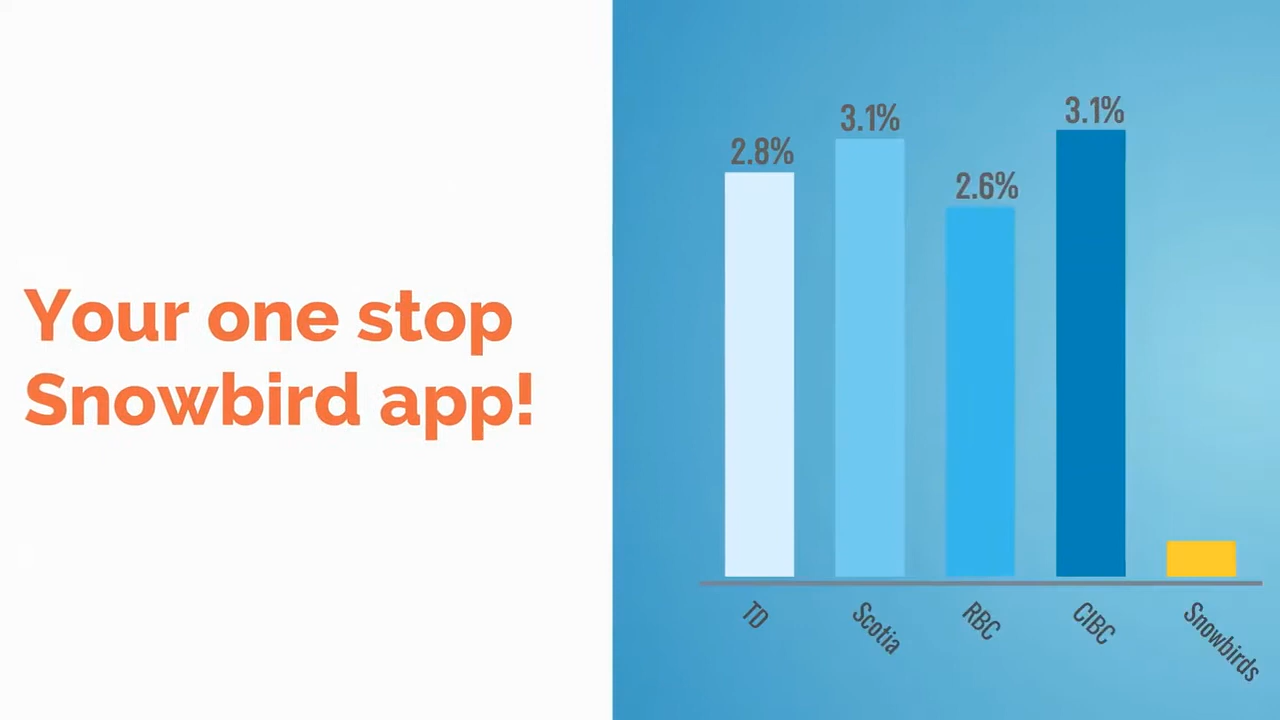 Your one stop
Snowbird app!
2.8%
3.1%
2.6%
3.1%
TD
Scotia
RBC
CIBC
Snowbirds